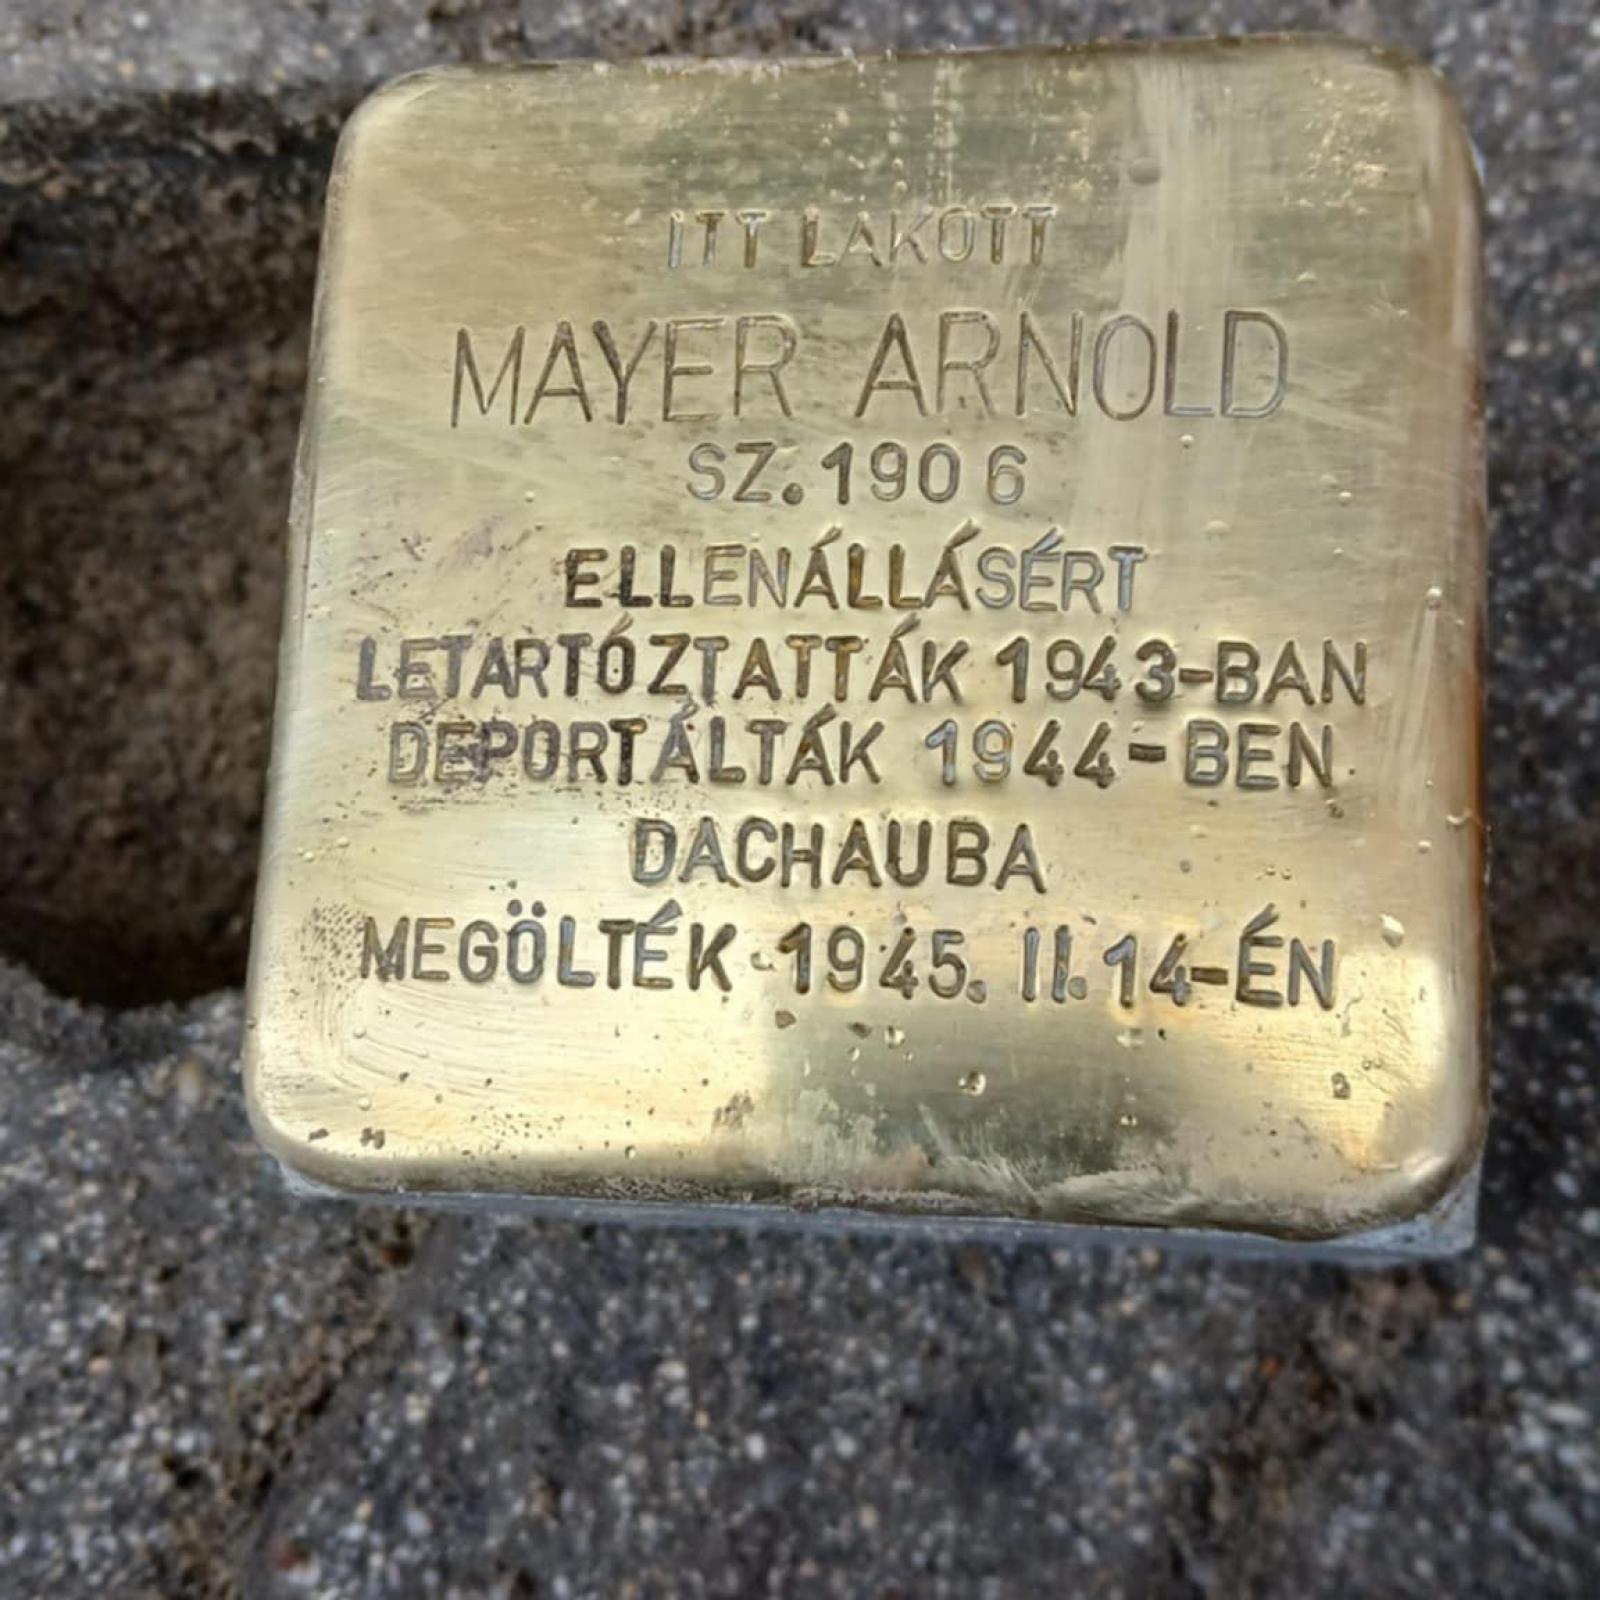 ITT LAKOTT
MAYER ARNOLD
SZ. 1906
ELLENÁLLÁSÉRT
LETARTÓZTATTÁK 1943-BAN
DEPORTÁLTÁK 1944-BEN
DACHAUBA
MEGÖLTÉK 1945. II. 14-ÉN